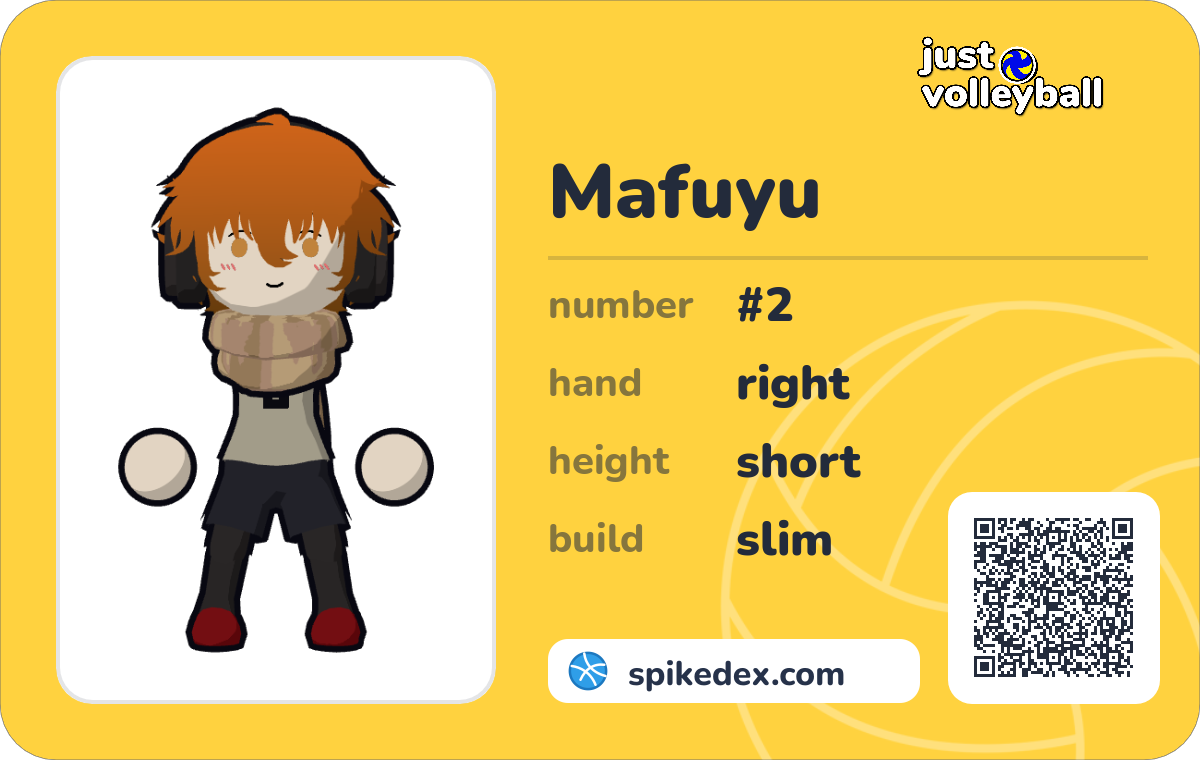 just
volleyball
Mafuyu
number #2
hand right
height short
build slim
spikedex.com